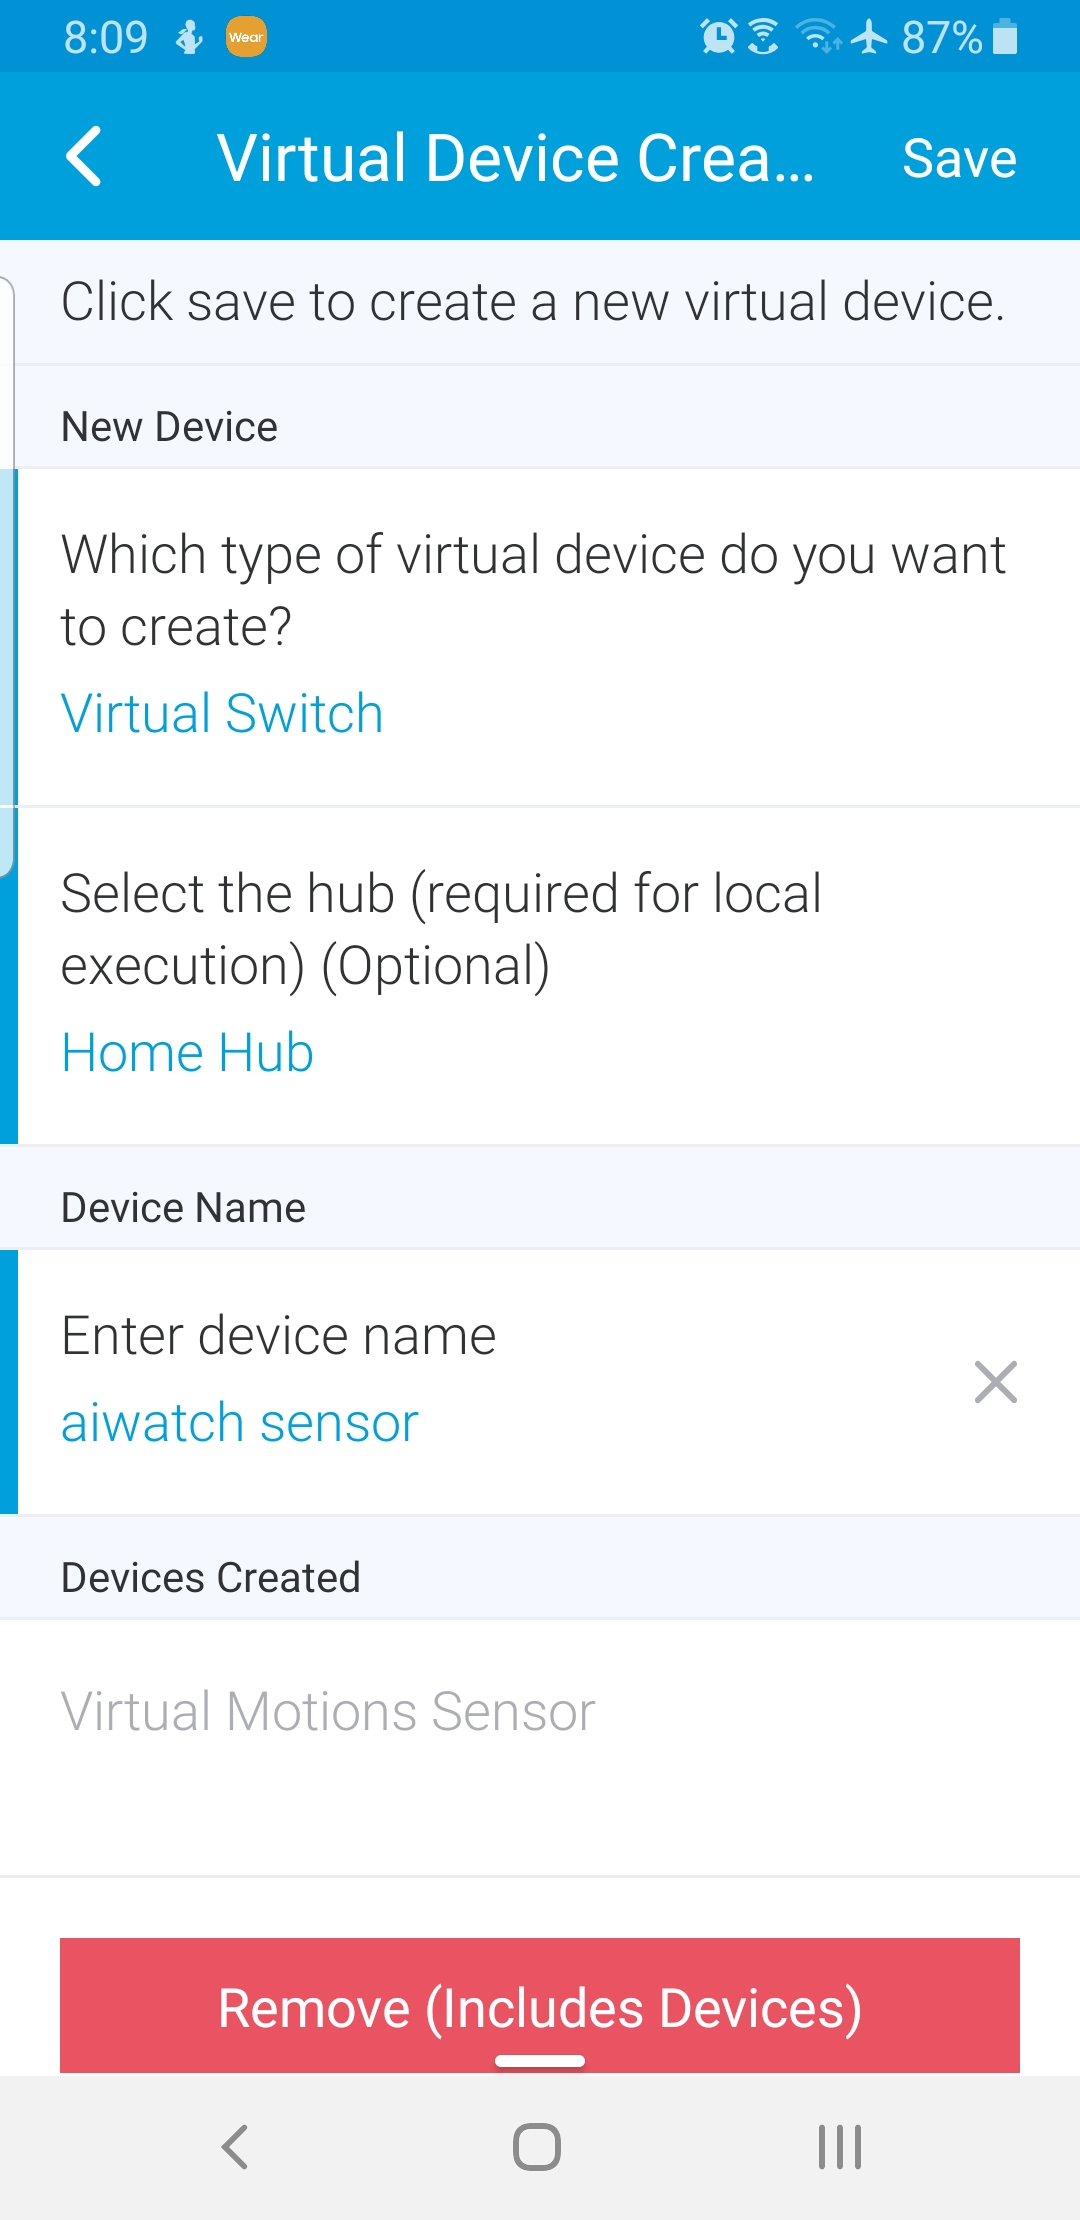 8:09 Wear 87%
Virtual Device Crea... Save
Click save to create a new virtual device.
New Device
Which type of virtual device do you want
to create?
Virtual Switch
Select the hub (required for local
execution) (Optional)
Home Hub
Device Name
Enter device name
aiwatch sensor
Devices Created
Virtual Motions Sensor
Remove (Includes Devices)